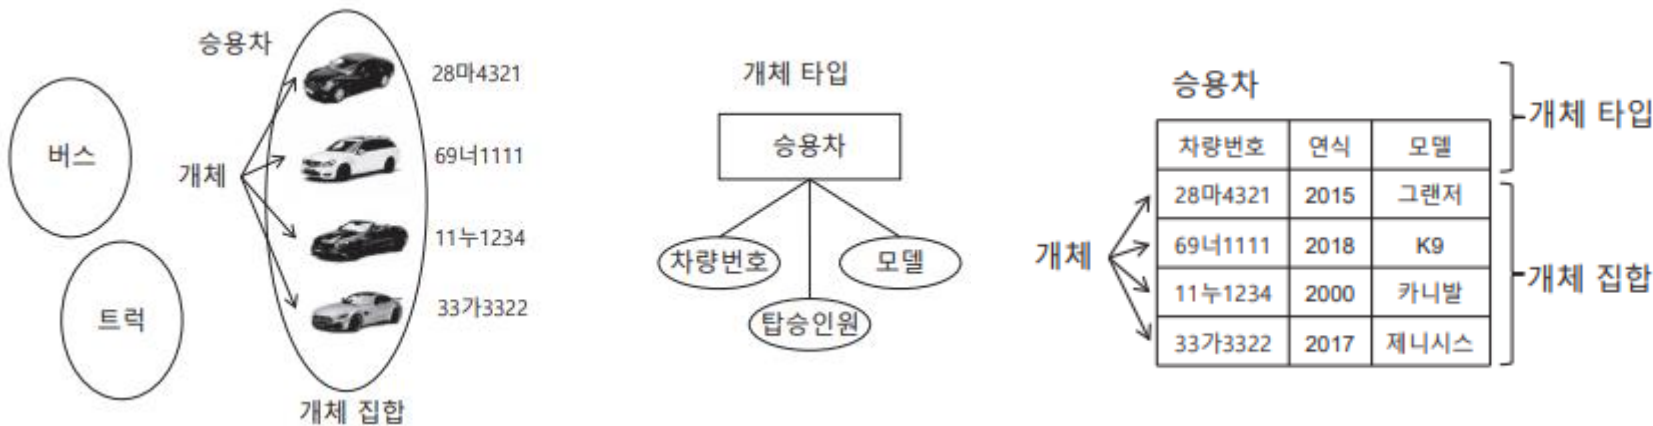 승용차
28마4321
버스
69너1111
개체
11누1234
트럭
33가3322
개체 집합
개체 타입
승용차
차량번호
모델
탑승인원
승용차
개체 타입
차량번호 연식 모델
28마4321 2015 그랜저
69너1111 2018 K9
11누1234 2000 카니발
33가3322 2017 제니시스
개체
개체 집합